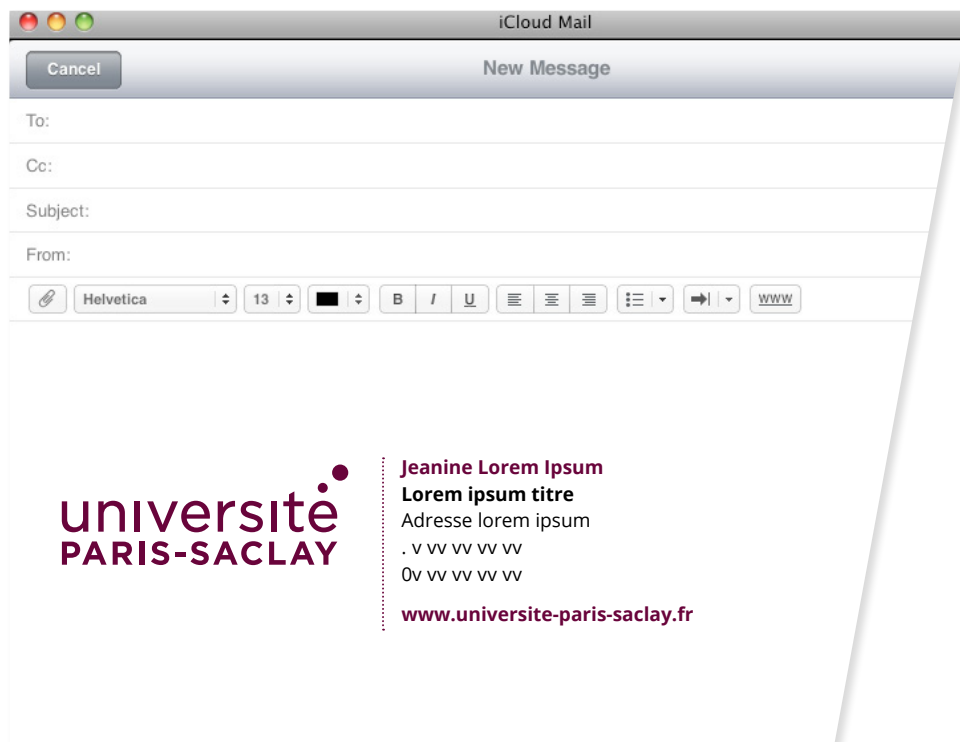 iCloud Mail
Cancel
New Message
To:
Cc:
Subject:
From:
Helvetica 13 B I U WWW
université
PARIS-SACLAY
Jeanine Lorem Ipsum
Lorem ipsum titre
Adresse lorem ipsum
. v vv vv vv vv
0v vv vv vv vv
www.universite-paris-saclay.fr